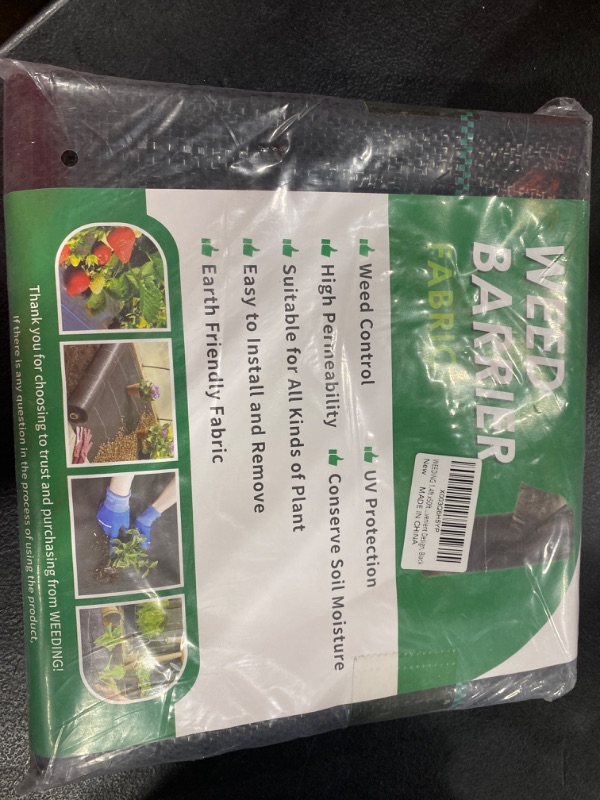 WEED
BARRIER
FABRIC
Weed Control
UV Protection
High Permeability
Conserve Soil Moisture
Suitable for All Kinds of Plant
Easy to Install and Remove
Earth Friendly Fabric
New
MADE IN CHINA
Thank you for choosing to trust and purchasing from WEEDING!
If there is any question in the process of using the product,